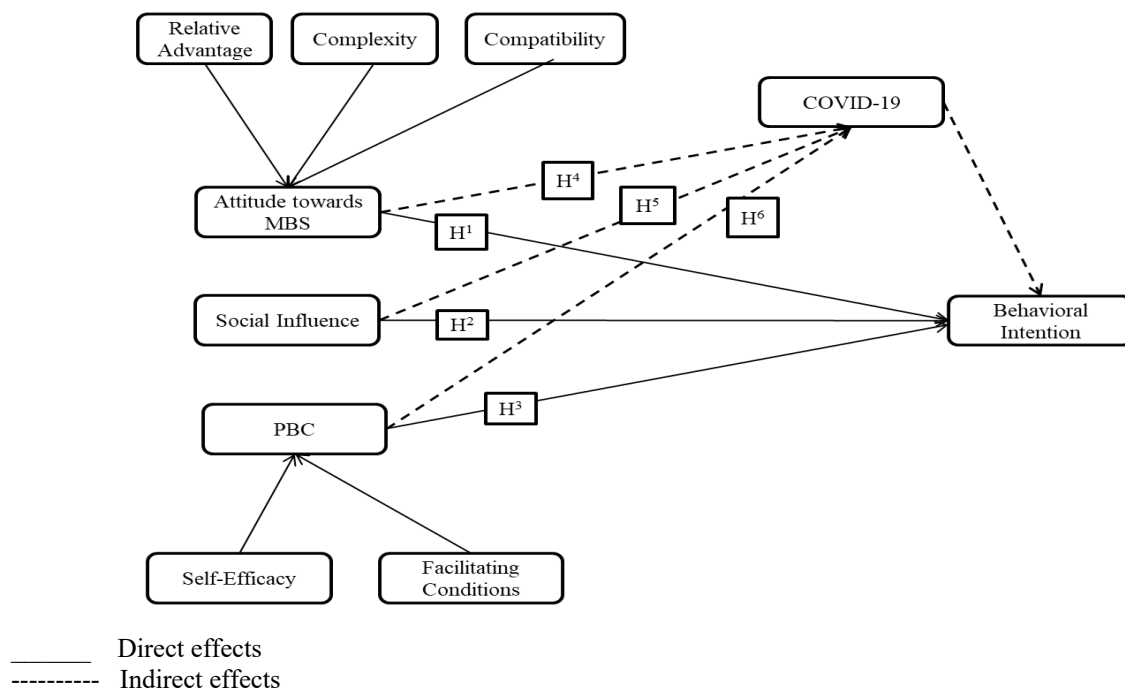 Relative
Advantage
Complexity
Compatibility
COVID-19
Attitude towards
MBS
H⁴
H⁵
H⁶
H¹
Social Influence
H²
Behavioral
Intention
PBC
H³
Self-Efficacy
Facilitating
Conditions
Direct effects
Indirect effects